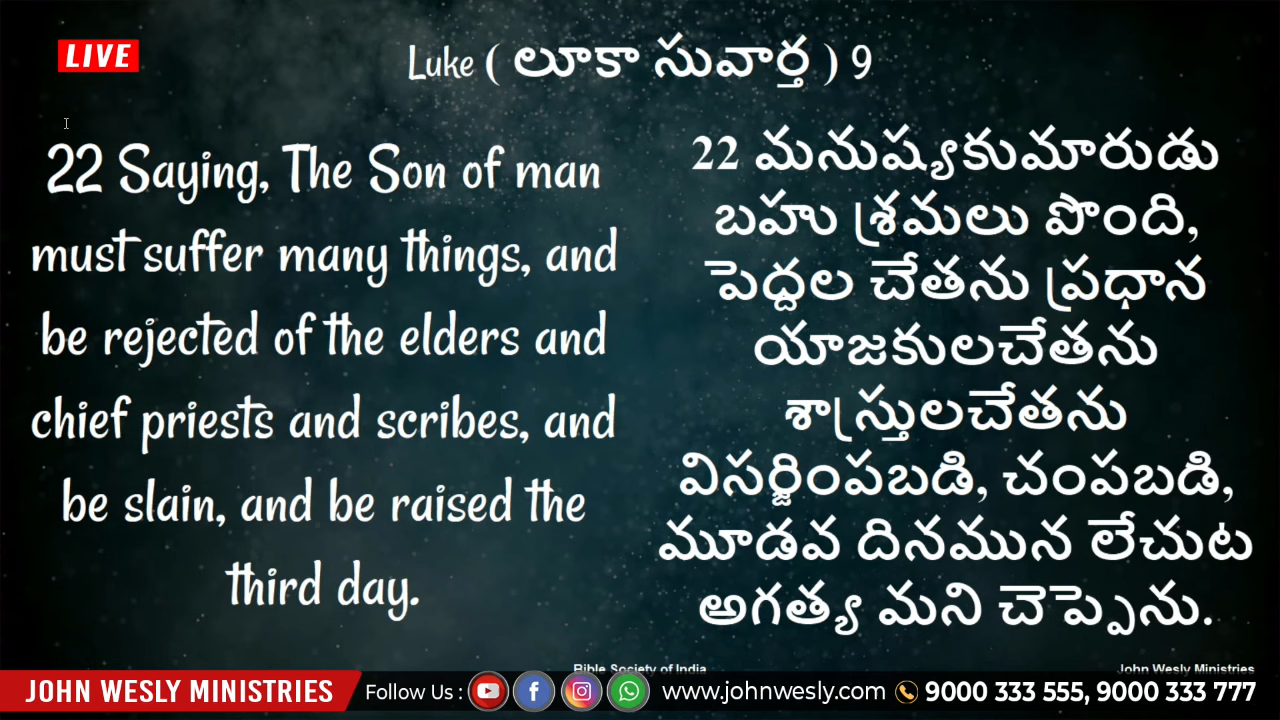 LIVE
Luke ( లూకా సువార్త ) 9
22 Saying, The Son of man
must suffer many things, and
be rejected of the elders and
chief priests and scribes, and
be slain, and be raised the
third day.
22 మనుష్యకుమారుడు
బహు శ్రమలు పొంది,
పెద్దల చేతను ప్రధాన
యాజకులచేతను
శాస్త్రులచేతను
విసర్జింపబడి, చంపబడి,
మూడవ దినమున లేచుట
అగత్య మని చెప్పెను.
Bible Society of India
John Wesly Ministries
JOHN WESLY MINISTRIES Follow Us : www.johnwesly.com 9000 333 555, 9000 333 777